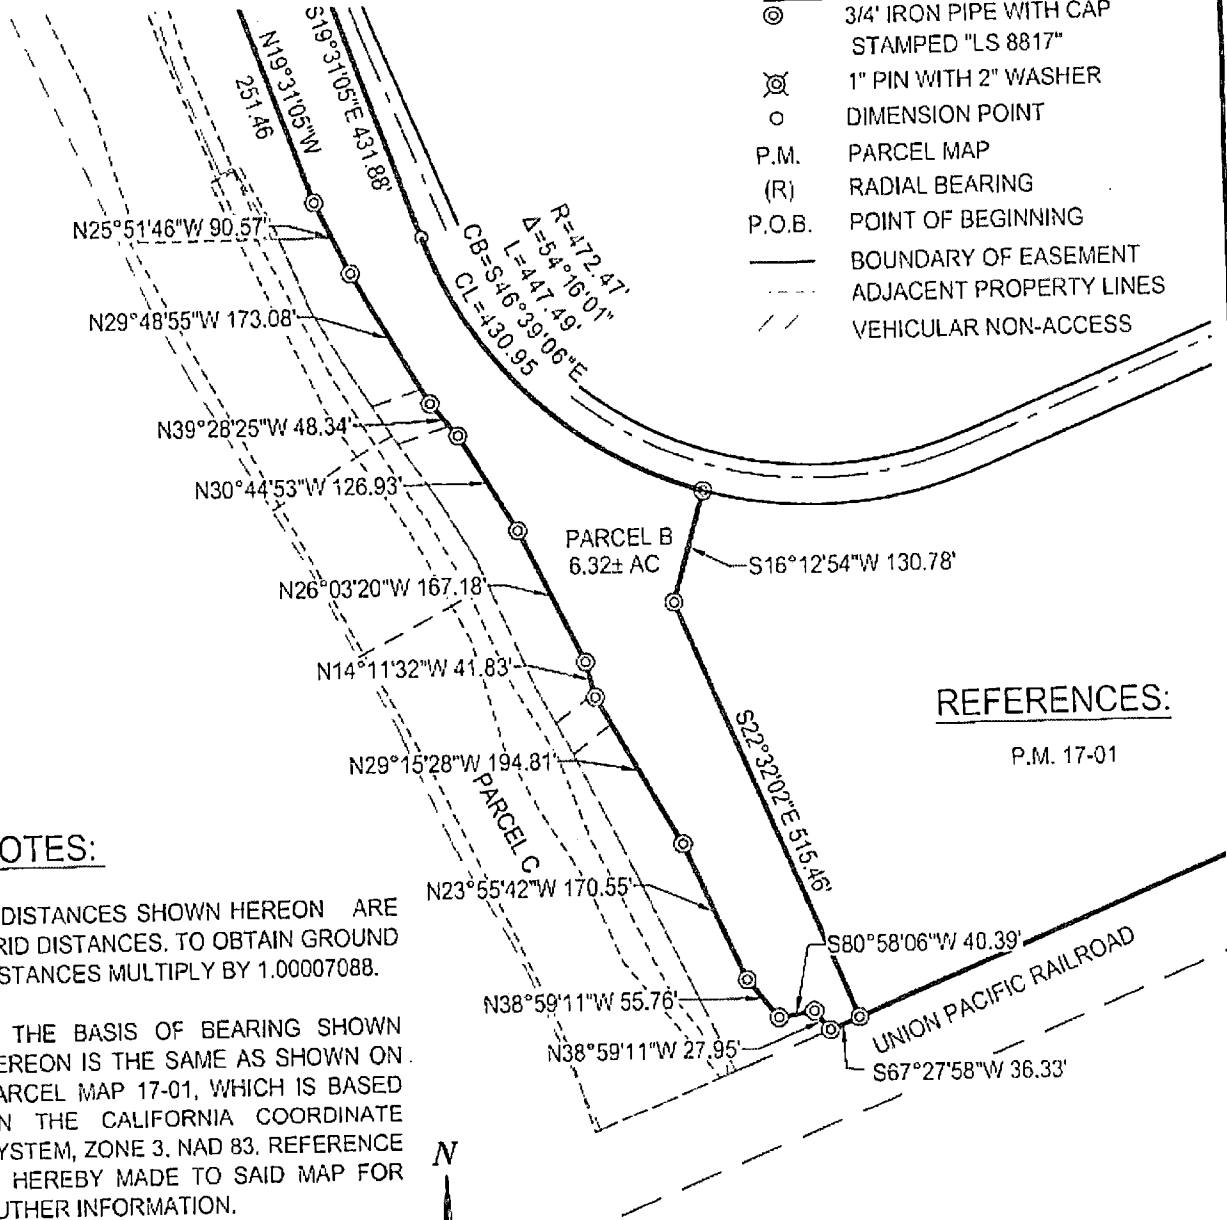 3/4' IRON PIPE WITH CAP
STAMPED "LS 8817"
1" PIN WITH 2" WASHER
DIMENSION POINT
P.M. PARCEL MAP
(R) RADIAL BEARING
P.O.B. POINT OF BEGINNING
BOUNDARY OF EASEMENT
ADJACENT PROPERTY LINES
VEHICULAR NON-ACCESS
N19°31'05"W
251.46
S19°31'05"E 431.88'
R=472.47'
Δ=54°16'01"
L=447.49'
CB=S46°39'06"E
CL=430.95
N25°51'46"W 90.57'
N29°48'55"W 173.08'
N39°28'25"W 48.34'
N30°44'53"W 126.93'
N26°03'20"W 167.18'
N14°11'32"W 41.83'
N29°15'28"W 194.81'
N23°55'42"W 170.55'
N38°59'11"W 55.76'
N38°59'11"W 27.95'
PARCEL B
6.32± AC
S16°12'54"W 130.78'
S22°32'02"E 515.46'
S80°58'06"W 40.39'
S67°27'58"W 36.33'
UNION PACIFIC RAILROAD
PARCEL C
REFERENCES:
P.M. 17-01
OTES:
DISTANCES SHOWN HEREON ARE
RID DISTANCES. TO OBTAIN GROUND
STANCES MULTIPLY BY 1.00007088.
THE BASIS OF BEARING SHOWN
EREON IS THE SAME AS SHOWN ON
ARCEL MAP 17-01, WHICH IS BASED
N THE CALIFORNIA COORDINATE
YSTEM, ZONE 3, NAD 83. REFERENCE
HEREBY MADE TO SAID MAP FOR
UTHER INFORMATION.
N